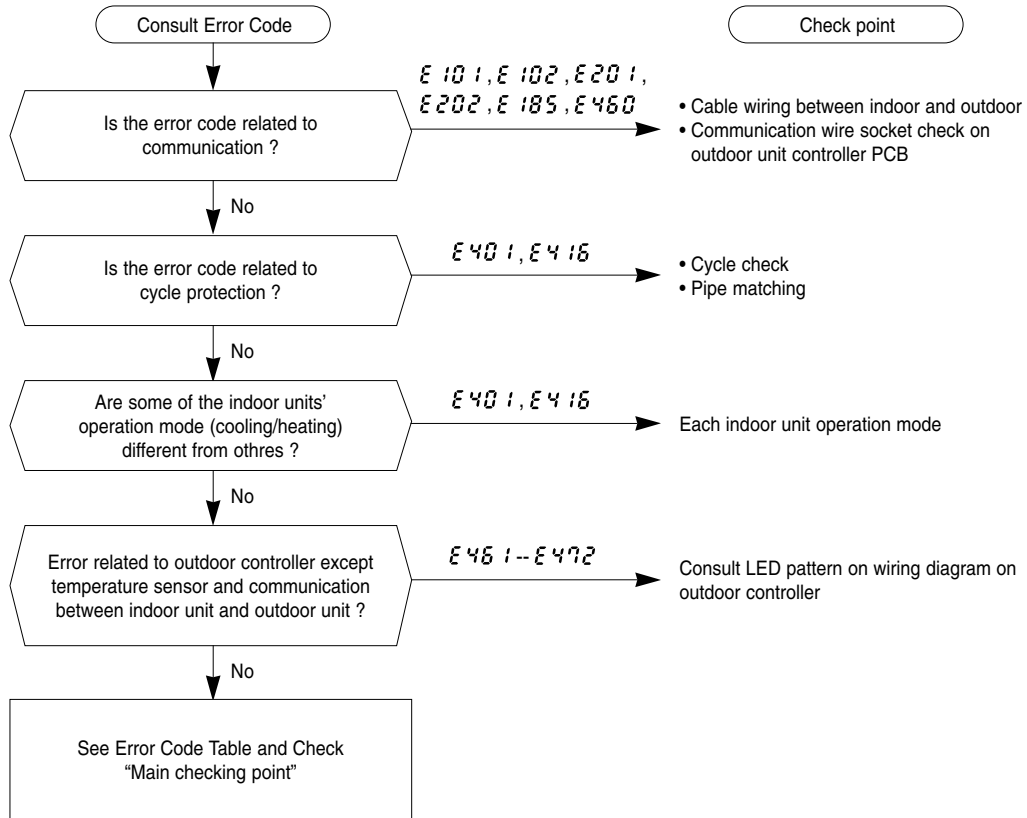 Consult Error Code
Check point
E101,E102,E201,
E202,E185,E460
Is the error code related to
communication ?
• Cable wiring between indoor and outdoor
• Communication wire socket check on
outdoor unit controller PCB
No
E401,E416
Is the error code related to
cycle protection ?
• Cycle check
• Pipe matching
No
E401,E416
Are some of the indoor units’
operation mode (cooling/heating)
different from othres ?
Each indoor unit operation mode
No
E461--E472
Error related to outdoor controller except
temperature sensor and communication
between indoor unit and outdoor unit ?
Consult LED pattern on wiring diagram on
outdoor controller
No
See Error Code Table and Check
“Main checking point”